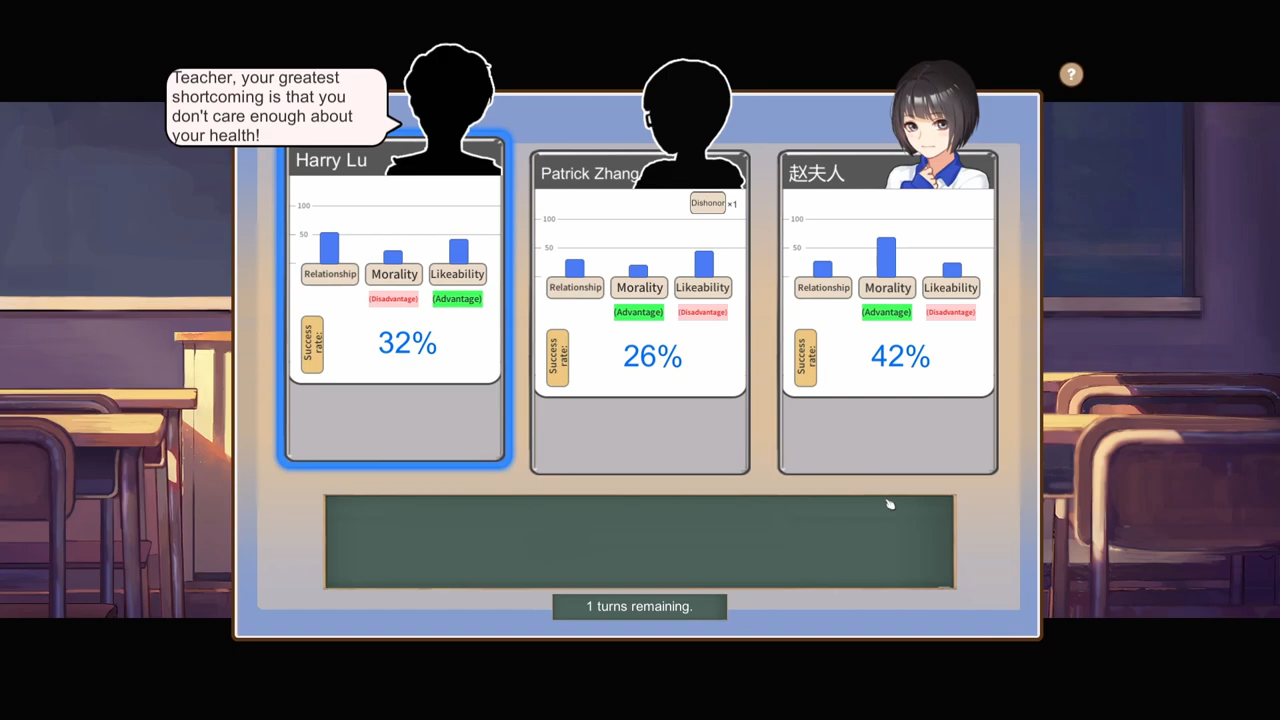 ?
Teacher, your greatest
shortcoming is that you
don't care enough about
your health!
Harry Lu
100
50
Relationship
Morality
Likeability
(Disadvantage)
(Advantage)
Success
rate:
32%
Patrick Zhang
Dishonor ×1
100
50
Relationship
Morality
Likeability
(Advantage)
(Disadvantage)
Success
rate:
26%
赵夫人
100
50
Relationship
Morality
Likeability
(Advantage)
(Disadvantage)
Success
rate:
42%
1 turns remaining.